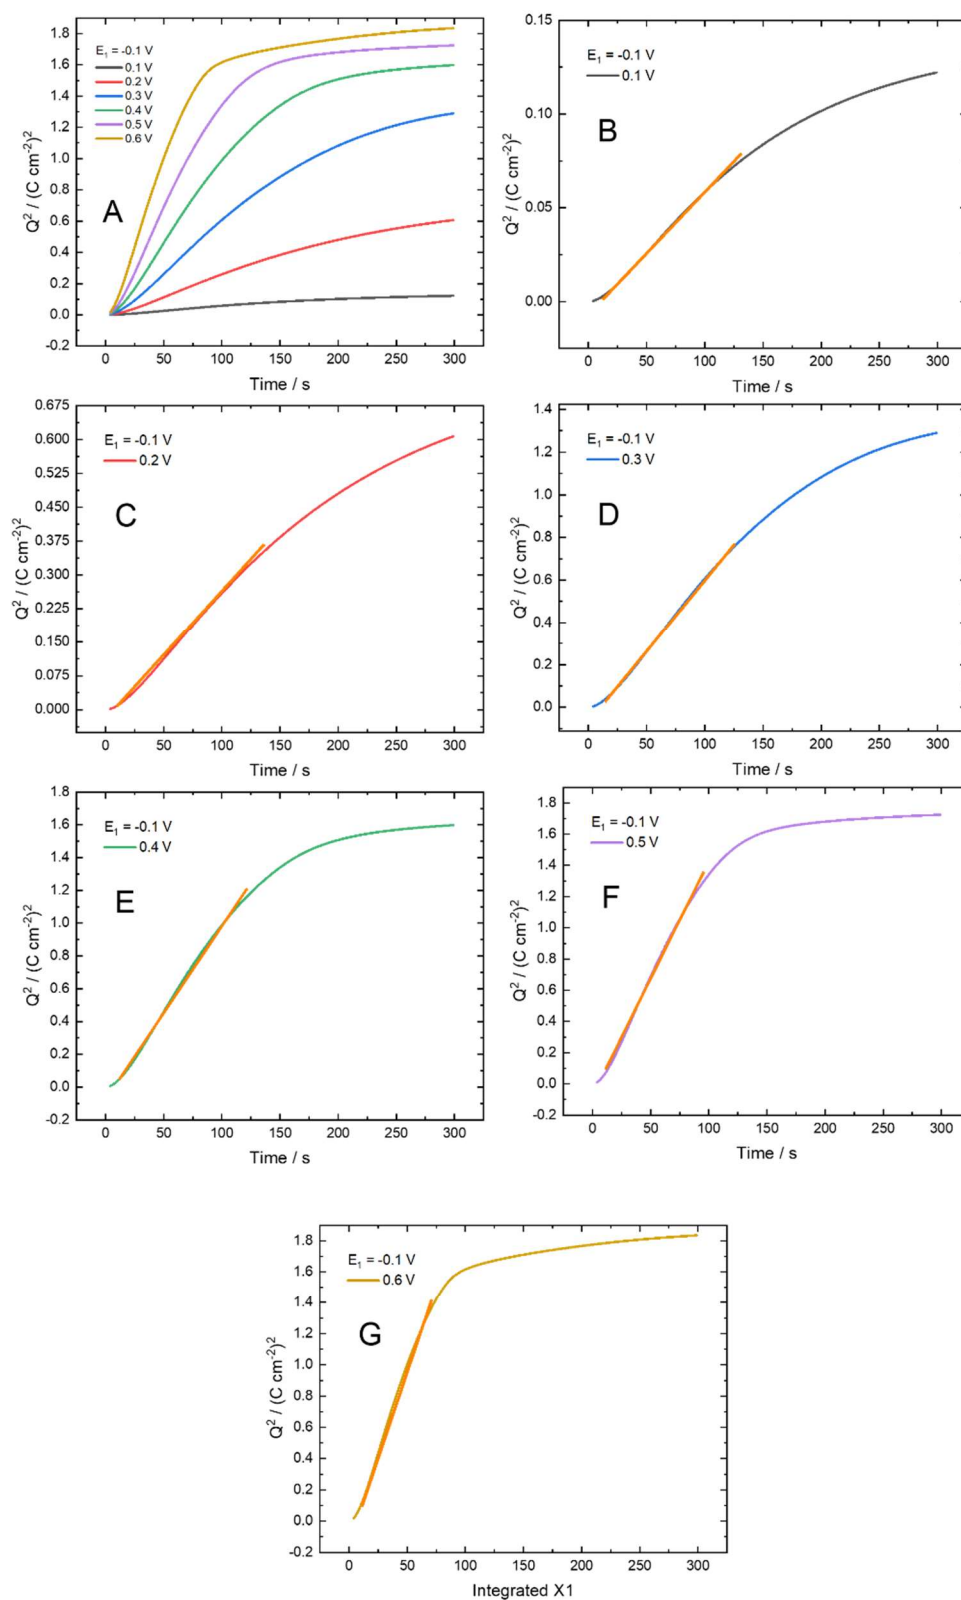 E₁ = -0.1 V
0.1 V
0.2 V
0.3 V
0.4 V
0.5 V
0.6 V
A
1.8
1.6
1.4
1.2
1.0
0.8
0.6
0.4
0.2
0.0
-0.2
Q² / (C cm⁻²)²
0 50 100 150 200 250 300
Time / s
E₁ = -0.1 V
0.1 V
B
0.15
0.10
0.05
0.00
Q² / (C cm⁻²)²
0 50 100 150 200 250 300
Time / s
E₁ = -0.1 V
0.2 V
C
0.675
0.600
0.525
0.450
0.375
0.300
0.225
0.150
0.075
0.000
Q² / (C cm⁻²)²
0 50 100 150 200 250 300
Time / s
E₁ = -0.1 V
0.3 V
D
1.4
1.2
1.0
0.8
0.6
0.4
0.2
0.0
Q² / (C cm⁻²)²
0 50 100 150 200 250 300
Time / s
E₁ = -0.1 V
0.4 V
E
1.8
1.6
1.4
1.2
1.0
0.8
0.6
0.4
0.2
0.0
-0.2
Q² / (C cm⁻²)²
0 50 100 150 200 250 300
Time / s
E₁ = -0.1 V
0.5 V
F
1.8
1.6
1.4
1.2
1.0
0.8
0.6
0.4
0.2
0.0
-0.2
Q² / (C cm⁻²)²
0 50 100 150 200 250 300
Time / s
E₁ = -0.1 V
0.6 V
G
1.8
1.6
1.4
1.2
1.0
0.8
0.6
0.4
0.2
0.0
-0.2
Q² / (C cm⁻²)²
0 50 100 150 200 250 300
Integrated X1